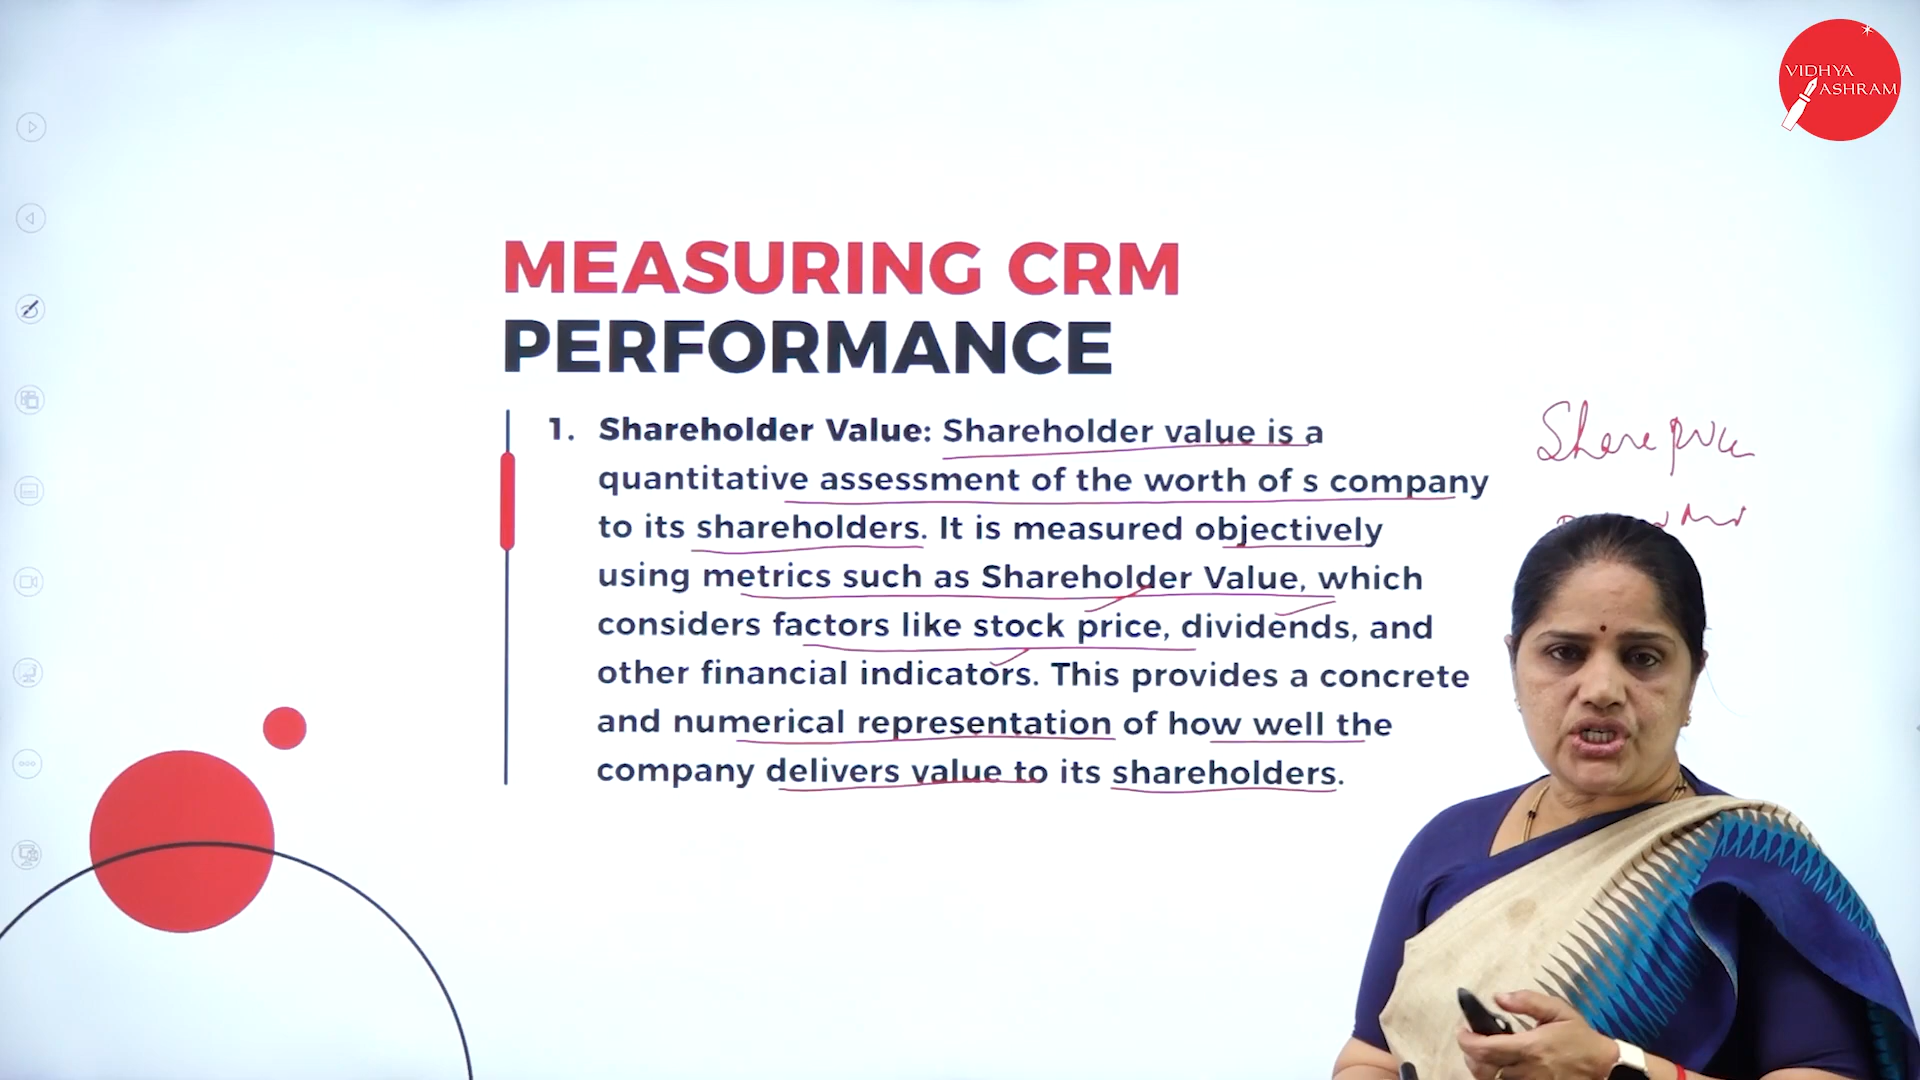 VIDHYA
ASHRAM
MEASURING CRM
PERFORMANCE
1. Shareholder Value: Shareholder value is a
quantitative assessment of the worth of s company
to its shareholders. It is measured objectively
using metrics such as Shareholder Value, which
considers factors like stock price, dividends, and
other financial indicators. This provides a concrete
and numerical representation of how well the
company delivers value to its shareholders.
Share price